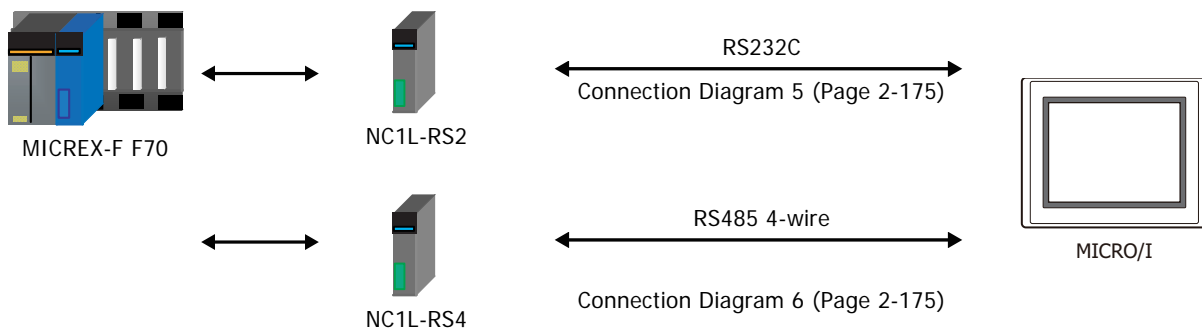 RS232C
Connection Diagram 5 (Page 2-175)
MICREX-F F70
NC1L-RS2
RS485 4-wire
MICRO/I
Connection Diagram 6 (Page 2-175)
NC1L-RS4